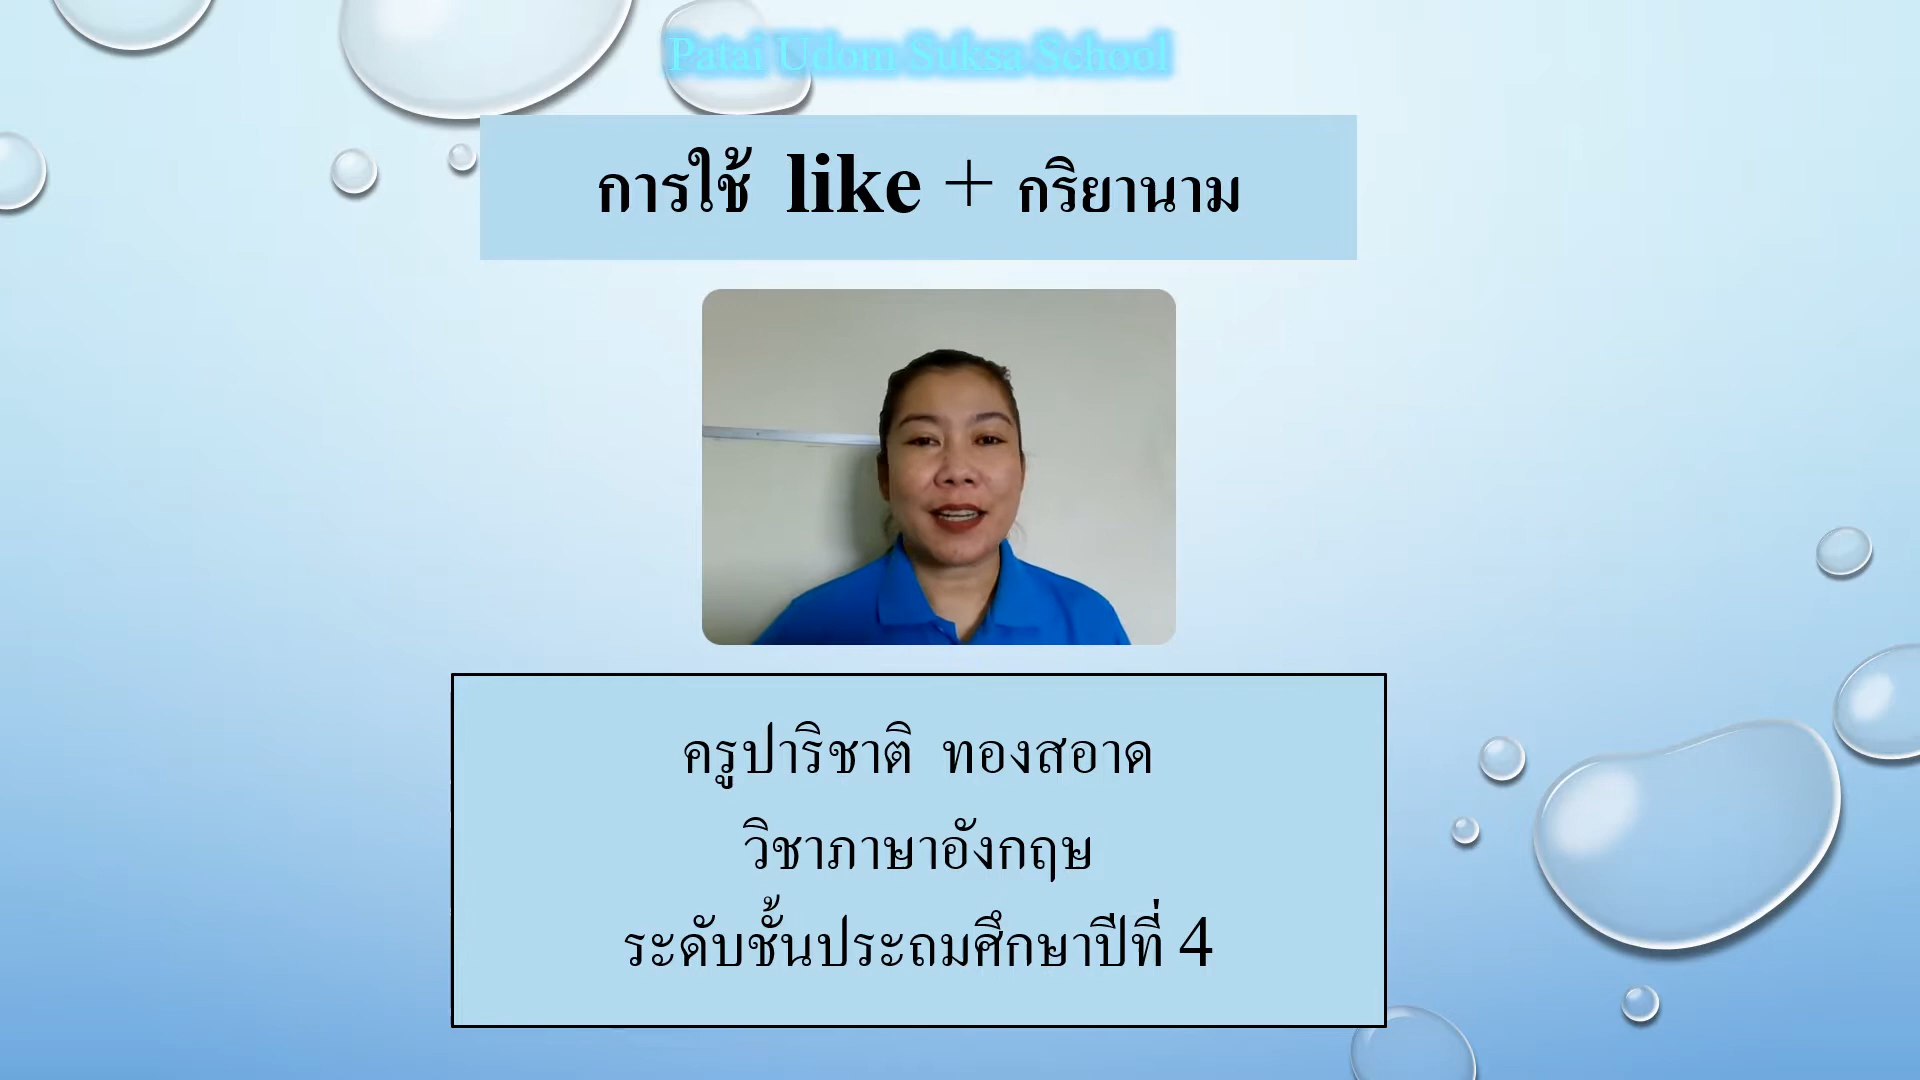 Patai Udom Suksa School
การใช้ like + กริยานาม
ครูปาริชาติ ทองสอาด
วิชาภาษาอังกฤษ
ระดับชั้นประถมศึกษาปีที่ 4